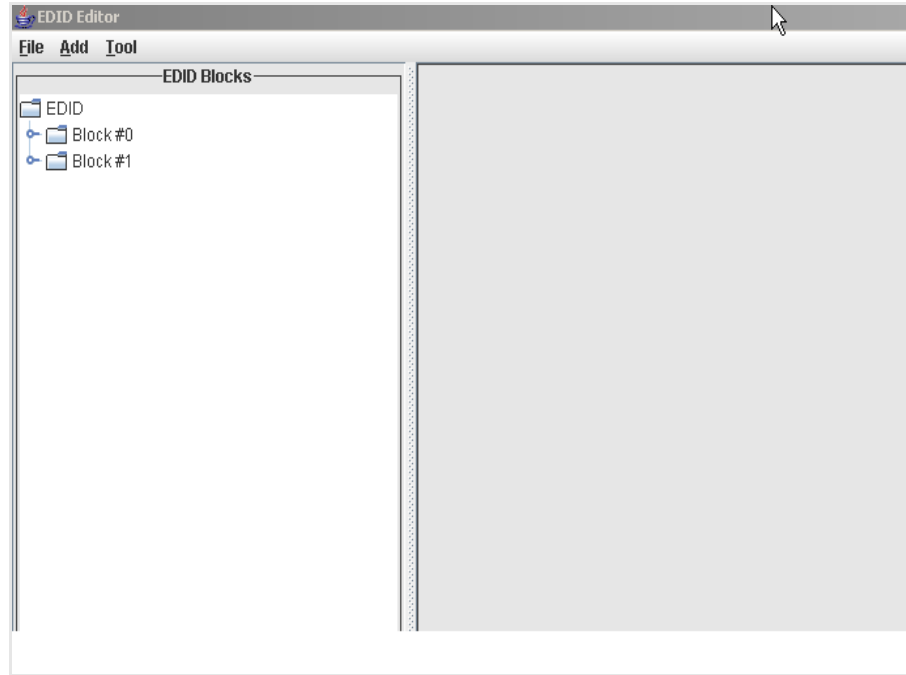 EDID Editor
File Add Tool
EDID Blocks
EDID
Block #0
Block #1